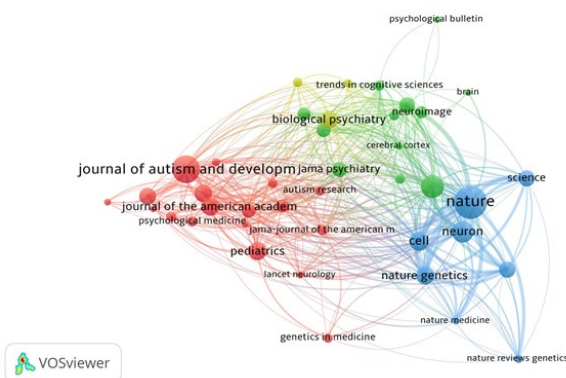 psychological bulletin
trends in cognitive sciences
brain
neuroimage
biological psychiatry
cerebral cortex
journal of autism and developm
jama psychiatry
science
autism research
nature
journal of the american academ
psychological medicine
jama-journal of the american m
neuron
cell
pediatrics
lancet neurology
nature genetics
nature medicine
genetics in medicine
nature reviews genetics
VOSviewer